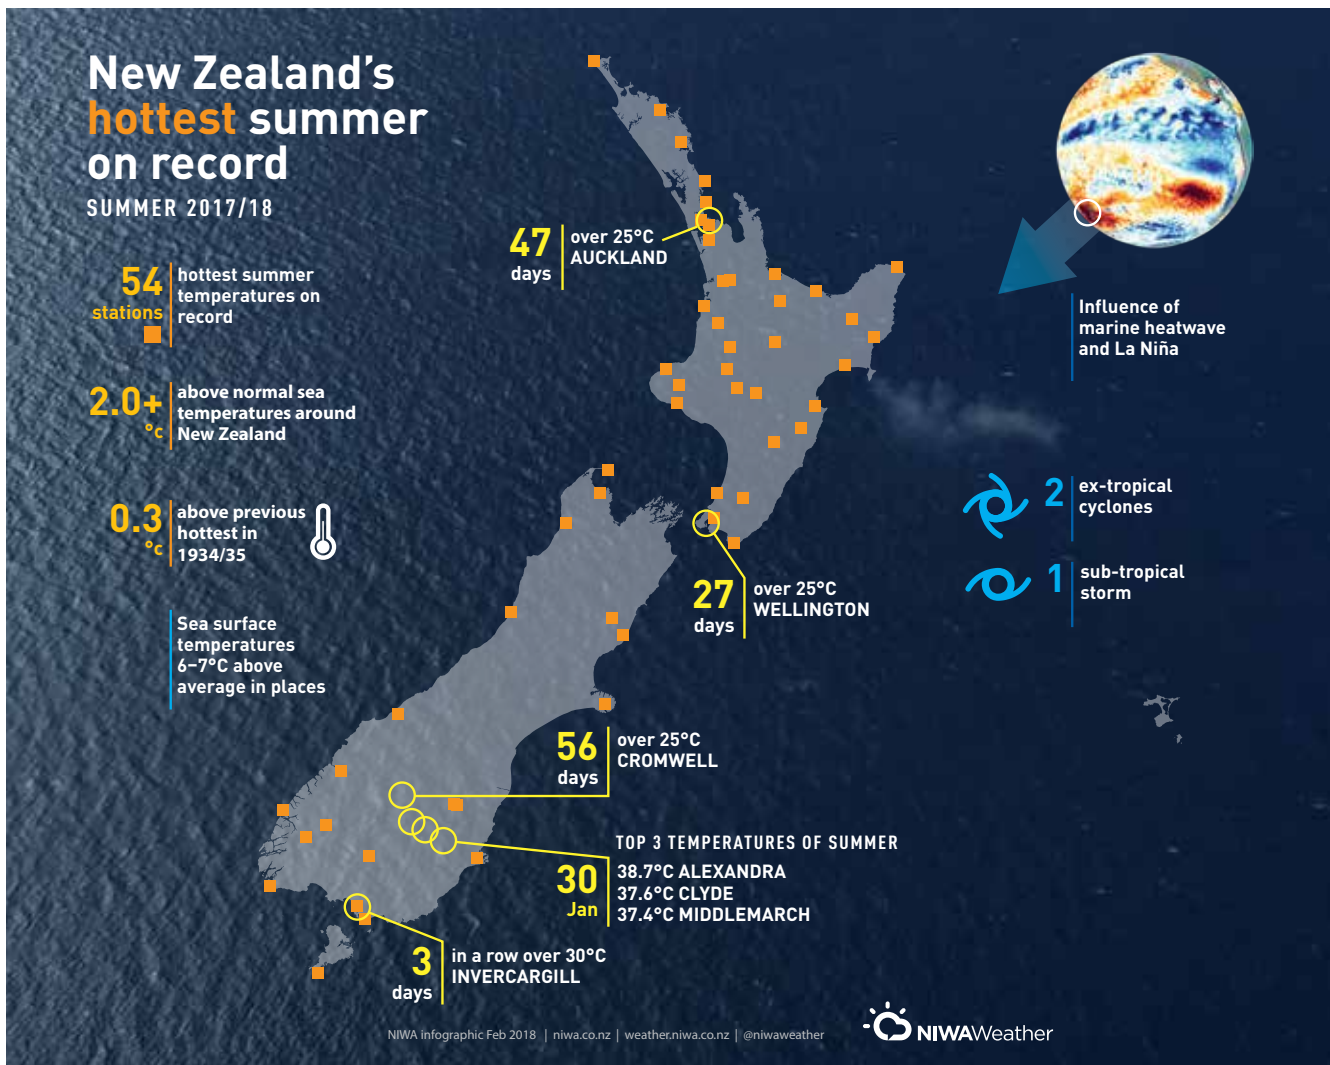 New Zealand's
hottest summer
on record
SUMMER 2017/18
54
stations
hottest summer
temperatures on
record
2.0+
°c
above normal sea
temperatures around
New Zealand
0.3
°c
above previous
hottest in
1934/35
Sea surface
temperatures
6–7°C above
average in places
47
days
over 25°C
AUCKLAND
Influence of
marine heatwave
and La Niña
2
ex-tropical
cyclones
1
sub-tropical
storm
27
days
over 25°C
WELLINGTON
56
days
over 25°C
CROMWELL
TOP 3 TEMPERATURES OF SUMMER
30
Jan
38.7°C ALEXANDRA
37.6°C CLYDE
37.4°C MIDDLEMARCH
3
days
in a row over 30°C
INVERCARGILL
NIWA infographic Feb 2018 | niwa.co.nz | weather.niwa.co.nz | @niwaweather
NIWAWeather